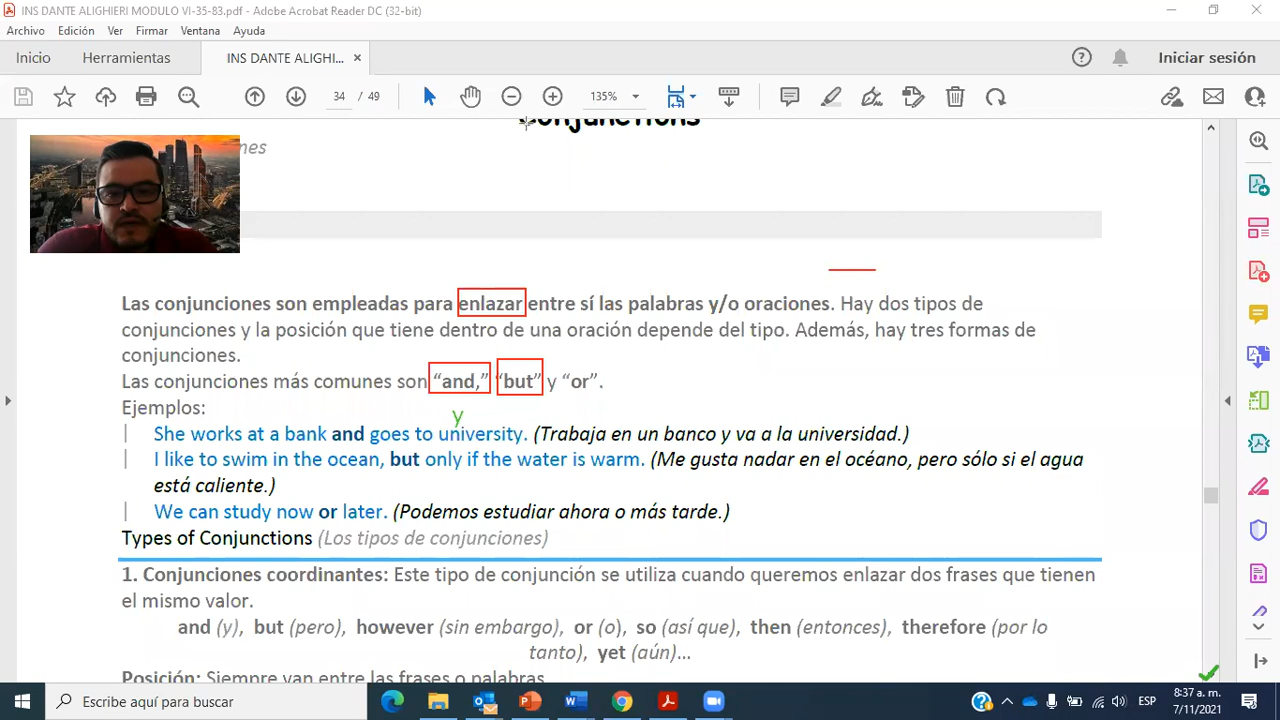 INS DANTE ALIGHIERI MODULO VI-35-83.pdf - Adobe Acrobat Reader DC (32-bit)
Archivo Edición Ver Firmar Ventana Ayuda
Inicio Herramientas INS DANTE ALIGHI... × Iniciar sesión
34 / 49 135%
Conjunctions
nes
Las conjunciones son empleadas para enlazar entre sí las palabras y/o oraciones. Hay dos tipos de
conjunciones y la posición que tiene dentro de una oración depende del tipo. Además, hay tres formas de
conjunciones.
Las conjunciones más comunes son “and,” “but” y “or”.
Ejemplos:
y
She works at a bank and goes to university. (Trabaja en un banco y va a la universidad.)
I like to swim in the ocean, but only if the water is warm. (Me gusta nadar en el océano, pero sólo si el agua
está caliente.)
We can study now or later. (Podemos estudiar ahora o más tarde.)
Types of Conjunctions (Los tipos de conjunciones)
1. Conjunciones coordinantes: Este tipo de conjunción se utiliza cuando queremos enlazar dos frases que tienen
el mismo valor.
and (y), but (pero), however (sin embargo), or (o), so (así que), then (entonces), therefore (por lo
tanto), yet (aún)...
Posición: Siempre van entre las frases o palabras
Escribe aquí para buscar
ESP
8:37 a. m.
7/11/2021